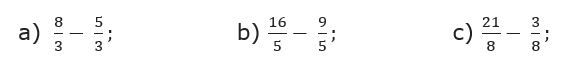 a) 8/3 − 5/3; b) 16/5 − 9/5; c) 21/8 − 3/8;